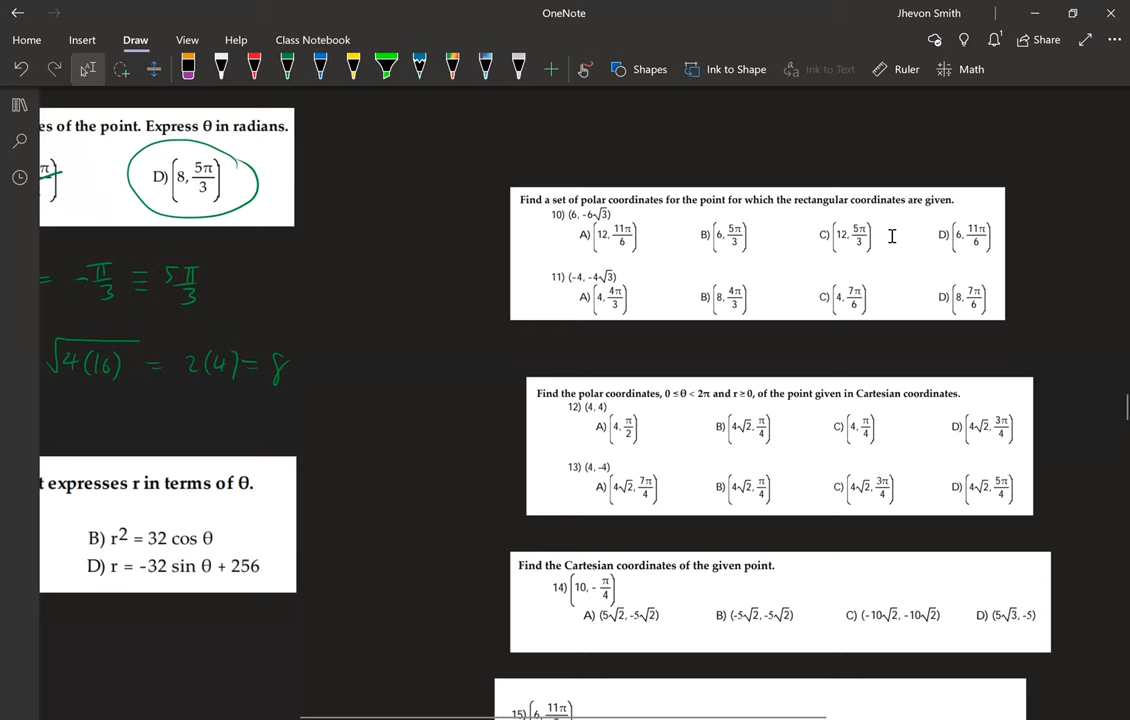 OneNote
Jhevon Smith
Home Insert Draw View Help Class Notebook
1 Share
Shapes Ink to Shape Ink to Text Ruler Math
es of the point. Express θ in radians.
π) D) (8, 5π/3)
= -π/3 ≡ 5π/3
√4(16) = 2(4) = 8
t expresses r in terms of θ.
B) r² = 32 cos θ
D) r = -32 sin θ + 256
Find a set of polar coordinates for the point for which the rectangular coordinates are given.
10) (6, -6√3)
A) (12, 11π/6) B) (6, 5π/3) C) (12, 5π/3) D) (6, 11π/6)
11) (-4, -4√3)
A) (4, 4π/3) B) (8, 4π/3) C) (4, 7π/6) D) (8, 7π/6)
Find the polar coordinates, 0 ≤ θ < 2π and r ≥ 0, of the point given in Cartesian coordinates.
12) (4, 4)
A) (4, π/2) B) (4√2, π/4) C) (4, π/4) D) (4√2, 3π/4)
13) (4, -4)
A) (4√2, 7π/4) B) (4√2, π/4) C) (4√2, 3π/4) D) (4√2, 5π/4)
Find the Cartesian coordinates of the given point.
14) (10, -π/4)
A) (5√2, -5√2) B) (-5√2, -5√2) C) (-10√2, -10√2) D) (5√3, -5)
15) (6, 11π